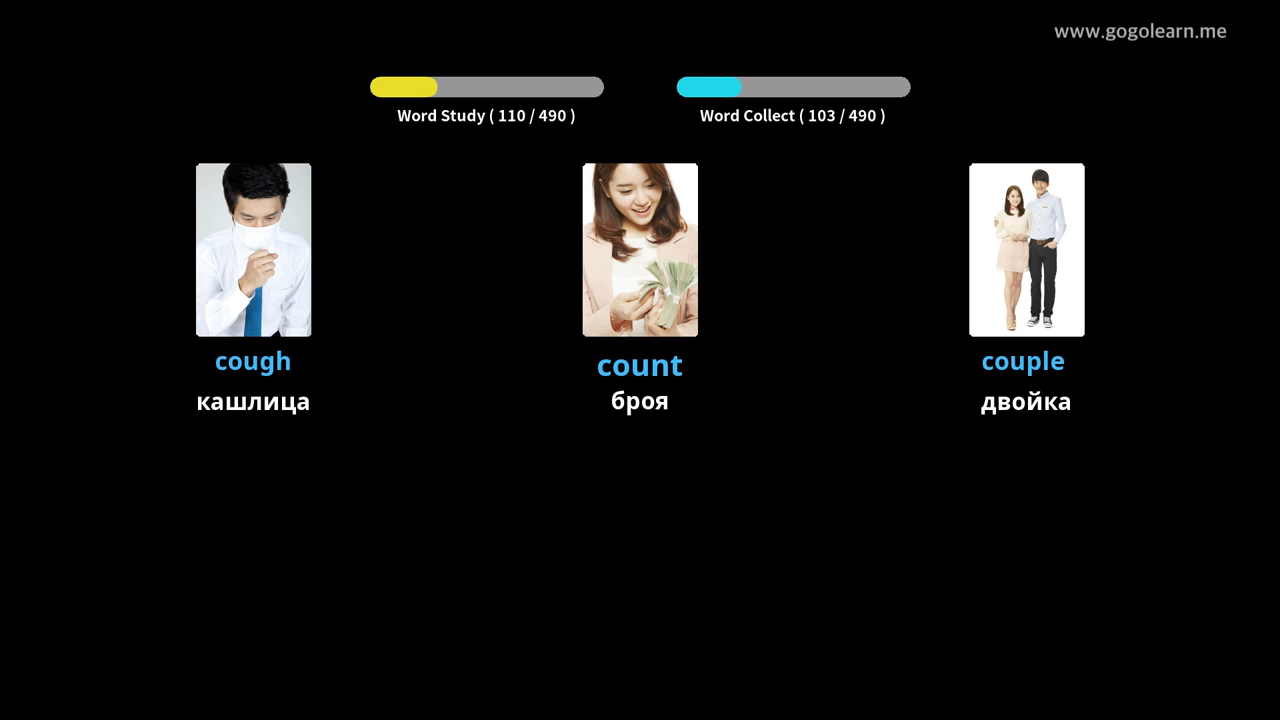 www.gogolearn.me
Word Study ( 110 / 490 )
Word Collect ( 103 / 490 )
cough
count
couple
кашлица
броя
двойка